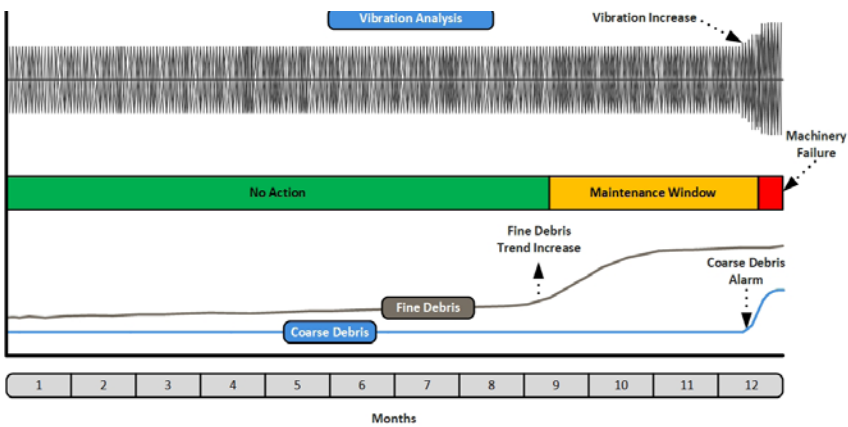 Vibration Analysis
Vibration Increase
Machinery
Failure
No Action
Maintenance Window
Fine Debris
Trend Increase
Coarse Debris
Alarm
Fine Debris
Coarse Debris
1 2 3 4 5 6 7 8 9 10 11 12
Months